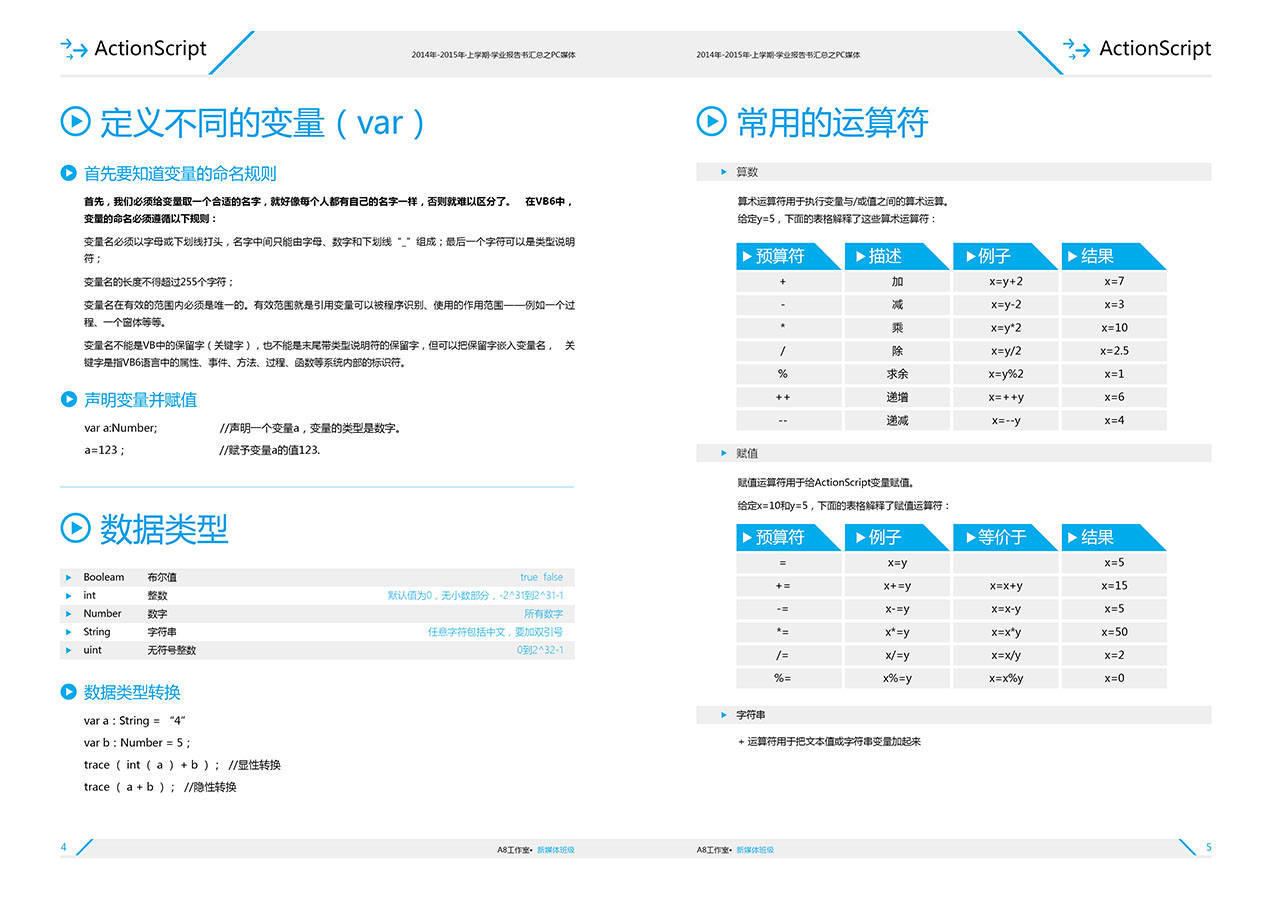 ActionScript
2014年-2015年-上学期-学业报告书汇总之PC媒体
定义不同的变量（var）
首先要知道变量的命名规则
首先，我们必须给变量取一个合适的名字，就好像每个人都有自己的名字一样，否则就难以区分了。 在VB6中，
变量的命名必须遵循以下规则：
变量名必须以字母或下划线打头，名字中间只能由字母、数字和下划线“_”组成；最后一个字符可以是类型说明
符；
变量名的长度不得超过255个字符；
变量名在有效的范围内必须是唯一的。有效范围就是引用变量可以被程序识别、使用的作用范围——例如一个过
程、一个窗体等等。
变量名不能是VB中的保留字（关键字），也不能是末尾带类型说明符的保留字，但可以把保留字嵌入变量名， 关
键字是指VB6语言中的属性、事件、方法、过程、函数等系统内部的标识符。
声明变量并赋值
var a:Number; //声明一个变量a，变量的类型是数字。
a=123； //赋予变量a的值123.
数据类型
Booleam 布尔值 true false
int 整数 默认值为0，无小数部分，-2^31到2^31-1
Number 数字 所有数字
String 字符串 任意字符包括中文，要加双引号
uint 无符号整数 0到2^32-1
数据类型转换
var a：String = “4”
var b：Number = 5；
trace（ int（ a ） + b ）； //显性转换
trace（ a + b ）； //隐性转换
4
A8工作室• 新媒体班级
2014年-2015年-上学期-学业报告书汇总之PC媒体
ActionScript
常用的运算符
算数
算术运算符用于执行变量与/或值之间的算术运算。
给定y=5，下面的表格解释了这些算术运算符：
预算符 描述 例子 结果
+ 加 x=y+2 x=7
- 减 x=y-2 x=3
* 乘 x=y*2 x=10
/ 除 x=y/2 x=2.5
% 求余 x=y%2 x=1
++ 递增 x=++y x=6
-- 递减 x=--y x=4
赋值
赋值运算符用于给ActionScript变量赋值。
给定x=10和y=5，下面的表格解释了赋值运算符：
预算符 例子 等价于 结果
= x=y x=5
+= x+=y x=x+y x=15
-= x-=y x=x-y x=5
*= x*=y x=x*y x=50
/= x/=y x=x/y x=2
%= x%=y x=x%y x=0
字符串
+ 运算符用于把文本值或字符串变量加起来
A8工作室• 新媒体班级
5